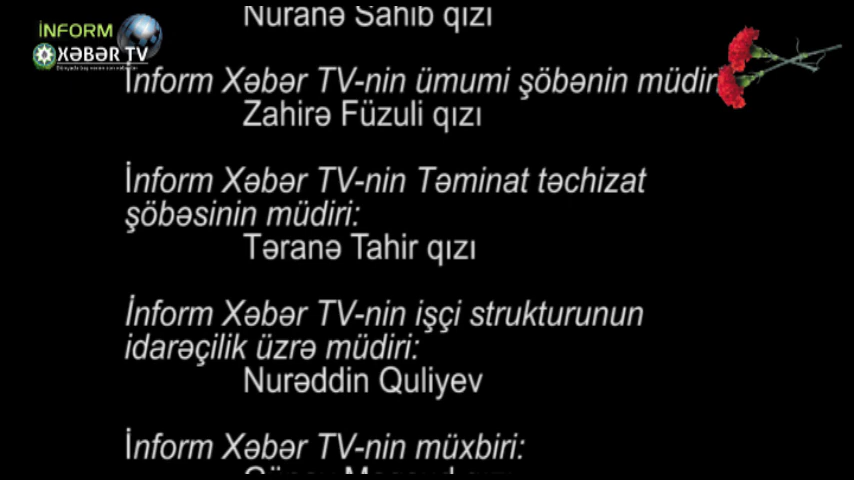 İNFORM
XƏBƏR TV
Nuranə Sahib qızı
İnform Xəbər TV-nin ümumi şöbənin müdir
Zahirə Füzuli qızı
İnform Xəbər TV-nin Təminat təchizat
şöbəsinin müdiri:
Təranə Tahir qızı
İnform Xəbər TV-nin işçi strukturunun
idarəçilik üzrə müdiri:
Nurəddin Quliyev
İnform Xəbər TV-nin müxbiri: